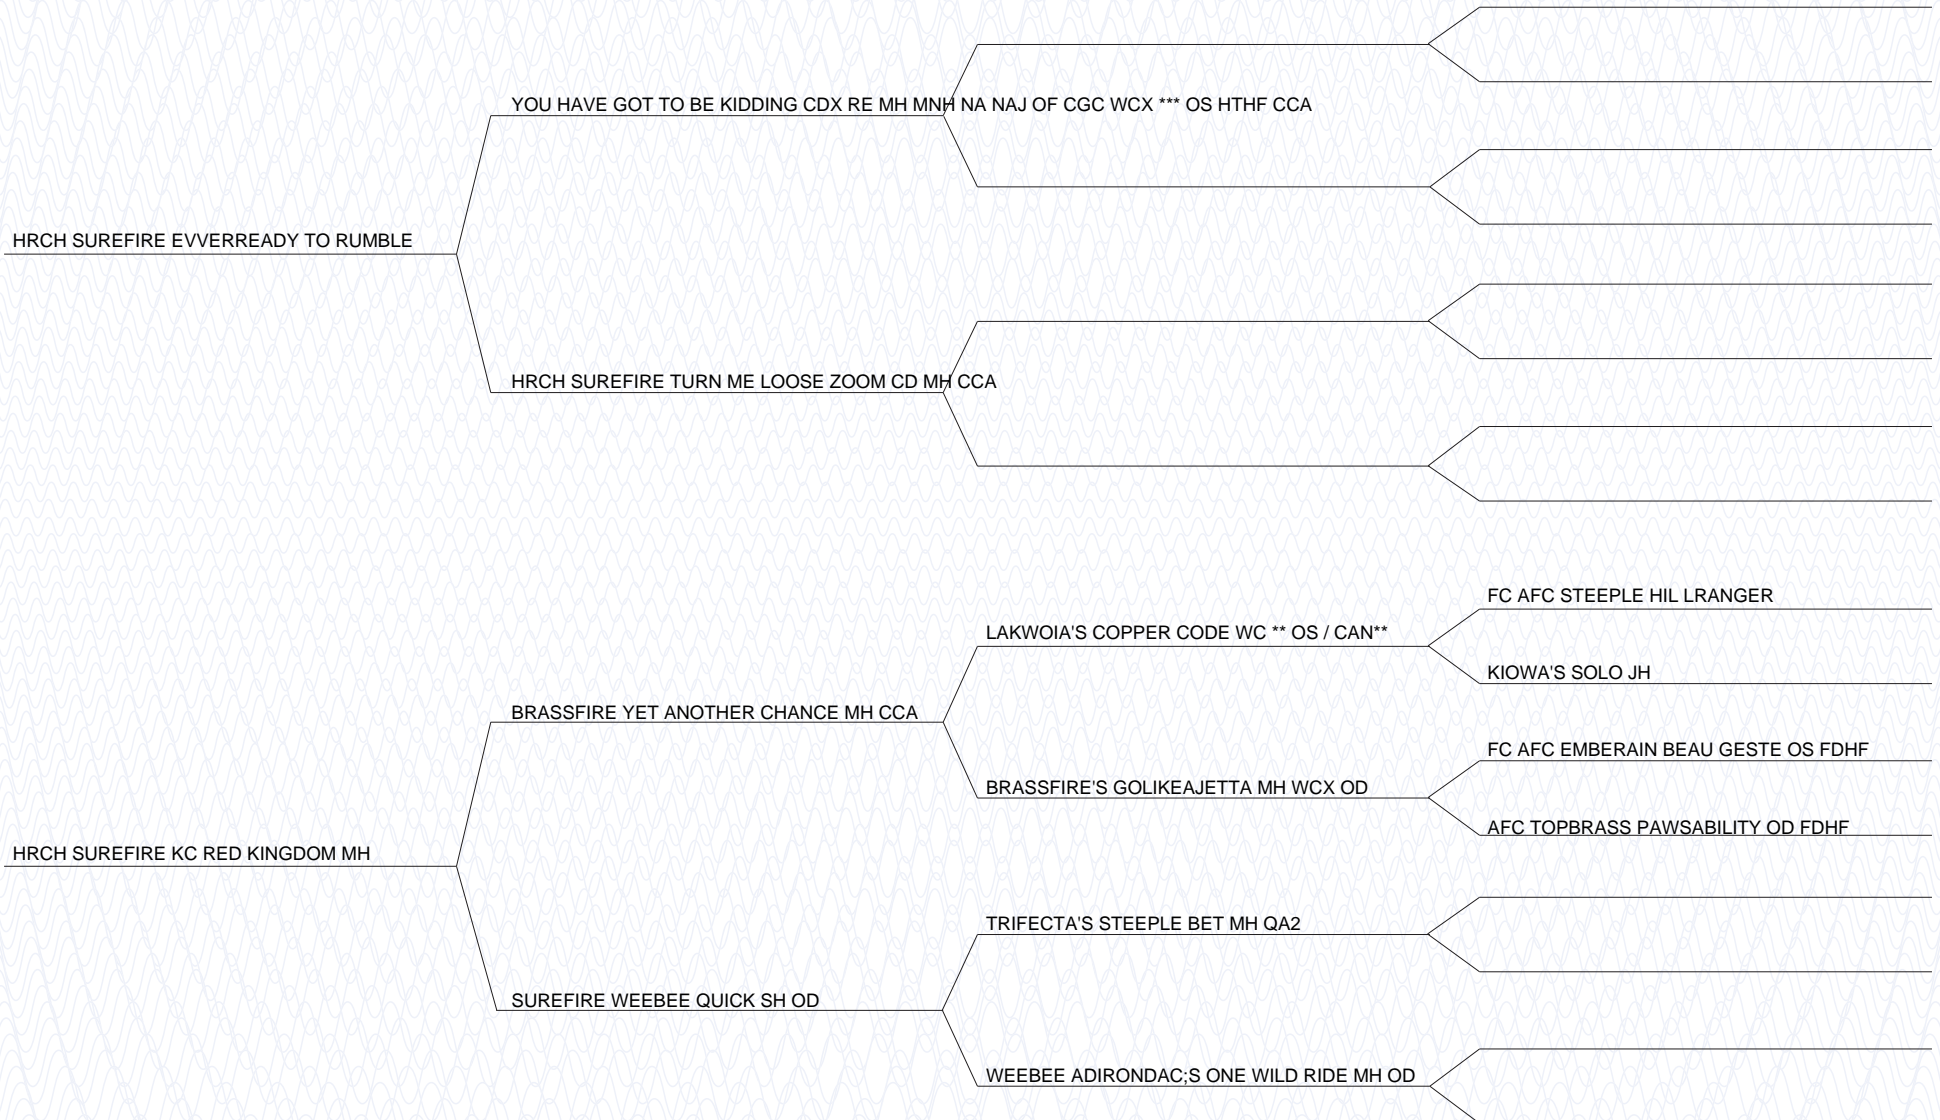 YOU HAVE GOT TO BE KIDDING CDX RE MH MNH NA NAJ OF CGC WCX *** OS HTHF CCA
HRCH SUREFIRE EVVERREADY TO RUMBLE
HRCH SUREFIRE TURN ME LOOSE ZOOM CD MH CCA
FC AFC STEEPLE HIL LRANGER
LAKWOIA'S COPPER CODE WC ** OS / CAN**
KIOWA'S SOLO JH
BRASSFIRE YET ANOTHER CHANCE MH CCA
FC AFC EMBERAIN BEAU GESTE OS FDHF
BRASSFIRE'S GOLIKEAJETTA MH WCX OD
AFC TOPBRASS PAWSABILITY OD FDHF
HRCH SUREFIRE KC RED KINGDOM MH
TRIFECTA'S STEEPLE BET MH QA2
SUREFIRE WEEBEE QUICK SH OD
WEEBEE ADIRONDAC;S ONE WILD RIDE MH OD